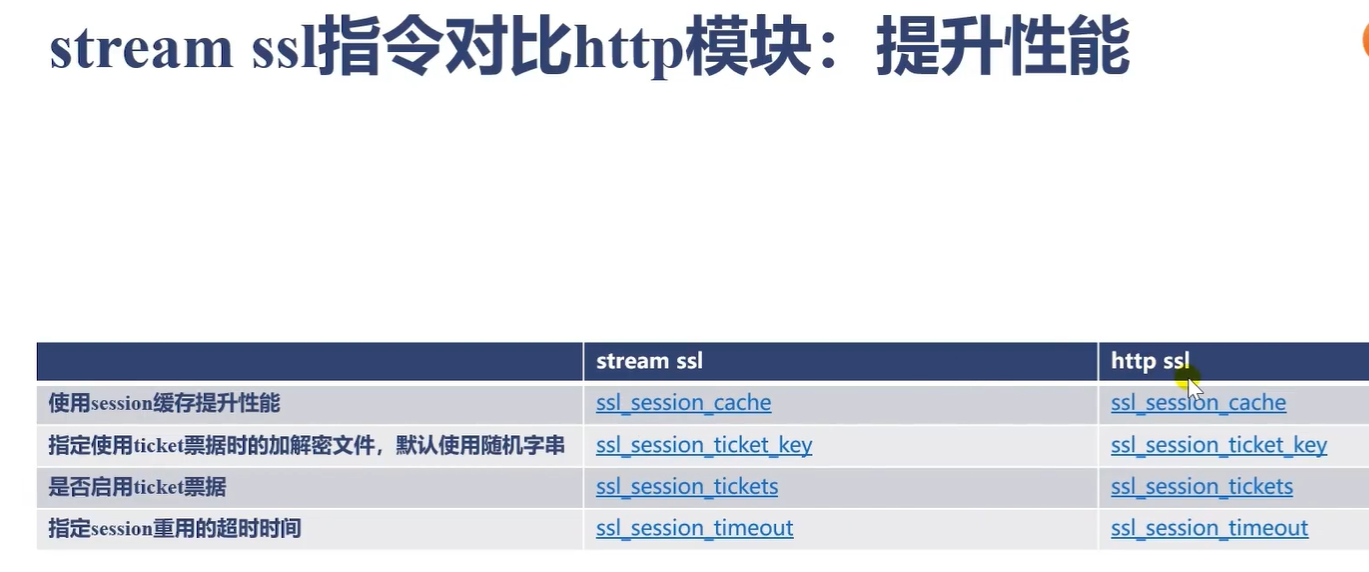 stream ssl指令对比http模块：提升性能
stream ssl http ssl
使用session缓存提升性能 ssl_session_cache ssl_session_cache
指定使用ticket票据时的加解密文件，默认使用随机字串 ssl_session_ticket_key ssl_session_ticket_key
是否启用ticket票据 ssl_session_tickets ssl_session_tickets
指定session重用的超时时间 ssl_session_timeout ssl_session_timeout